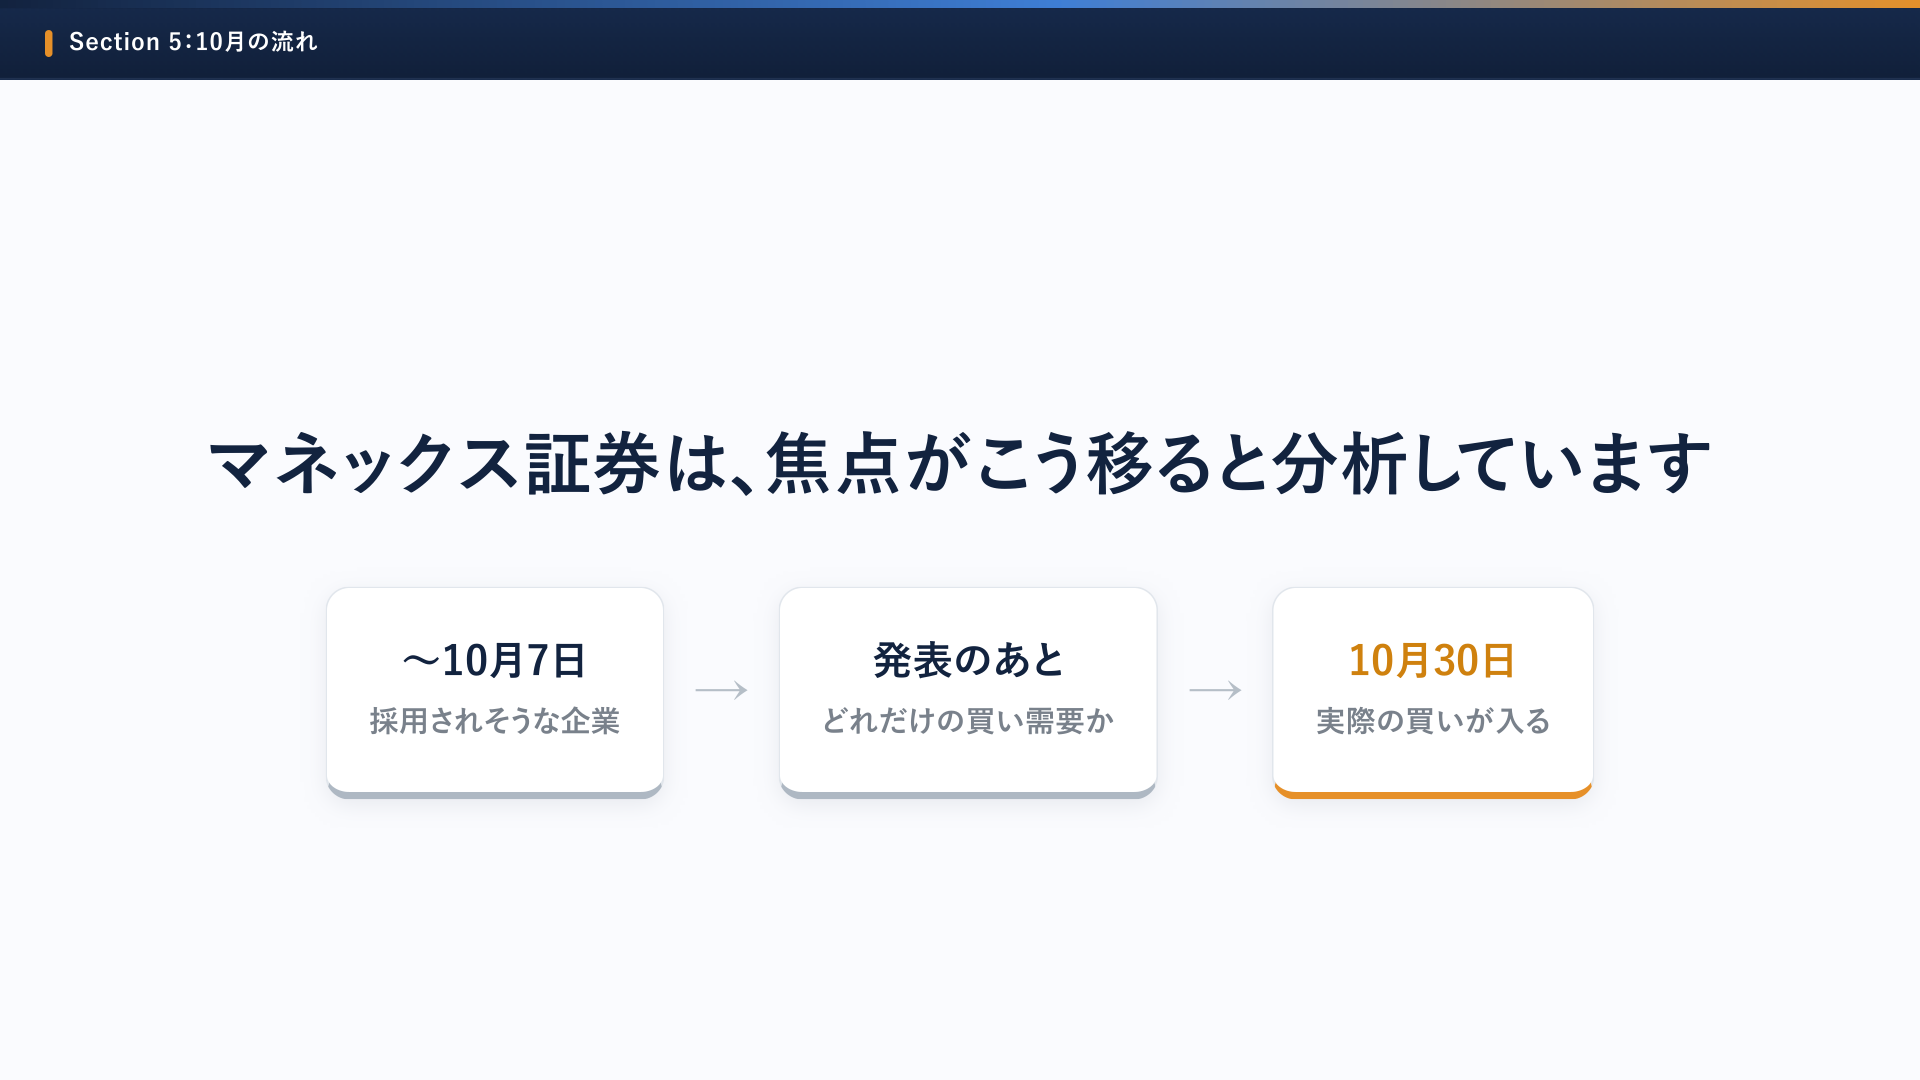 Section 5：10月の流れ
マネックス証券は、焦点がこう移ると分析しています
〜10月7日
採用されそうな企業
→
発表のあと
どれだけの買い需要か
→
10月30日
実際の買いが入る